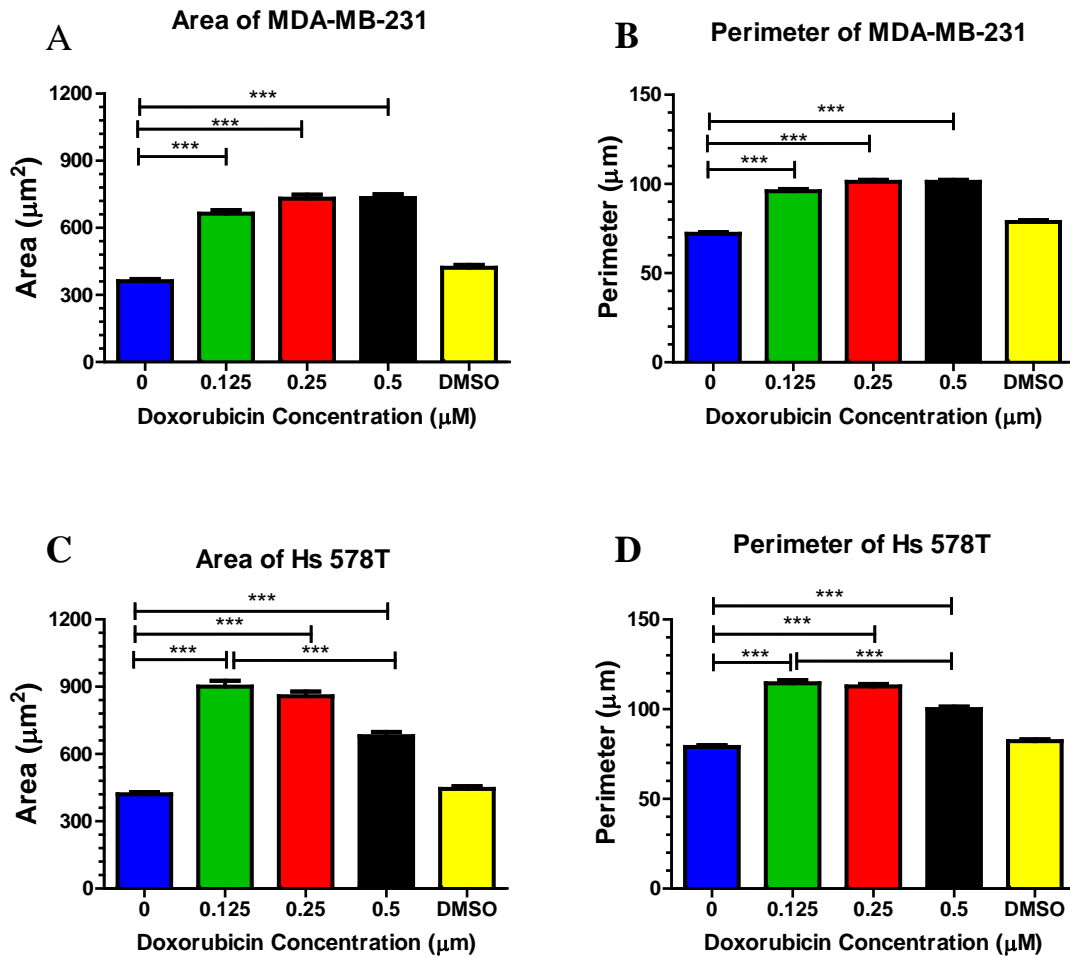 A
Area of MDA-MB-231
Area (μm²)
1200
900
600
300
0
***
***
***
0 0.125 0.25 0.5 DMSO
Doxorubicin Concentration (μM)
B
Perimeter of MDA-MB-231
Perimeter (μm)
150
100
50
0
***
***
***
0 0.125 0.25 0.5 DMSO
Doxorubicin Concentration (μm)
C
Area of Hs 578T
Area (μm²)
1200
900
600
300
0
***
***
*** ***
0 0.125 0.25 0.5 DMSO
Doxorubicin Concentration (μm)
D
Perimeter of Hs 578T
Perimeter (μm)
150
100
50
0
***
***
*** ***
0 0.125 0.25 0.5 DMSO
Doxorubicin Concentration (μM)